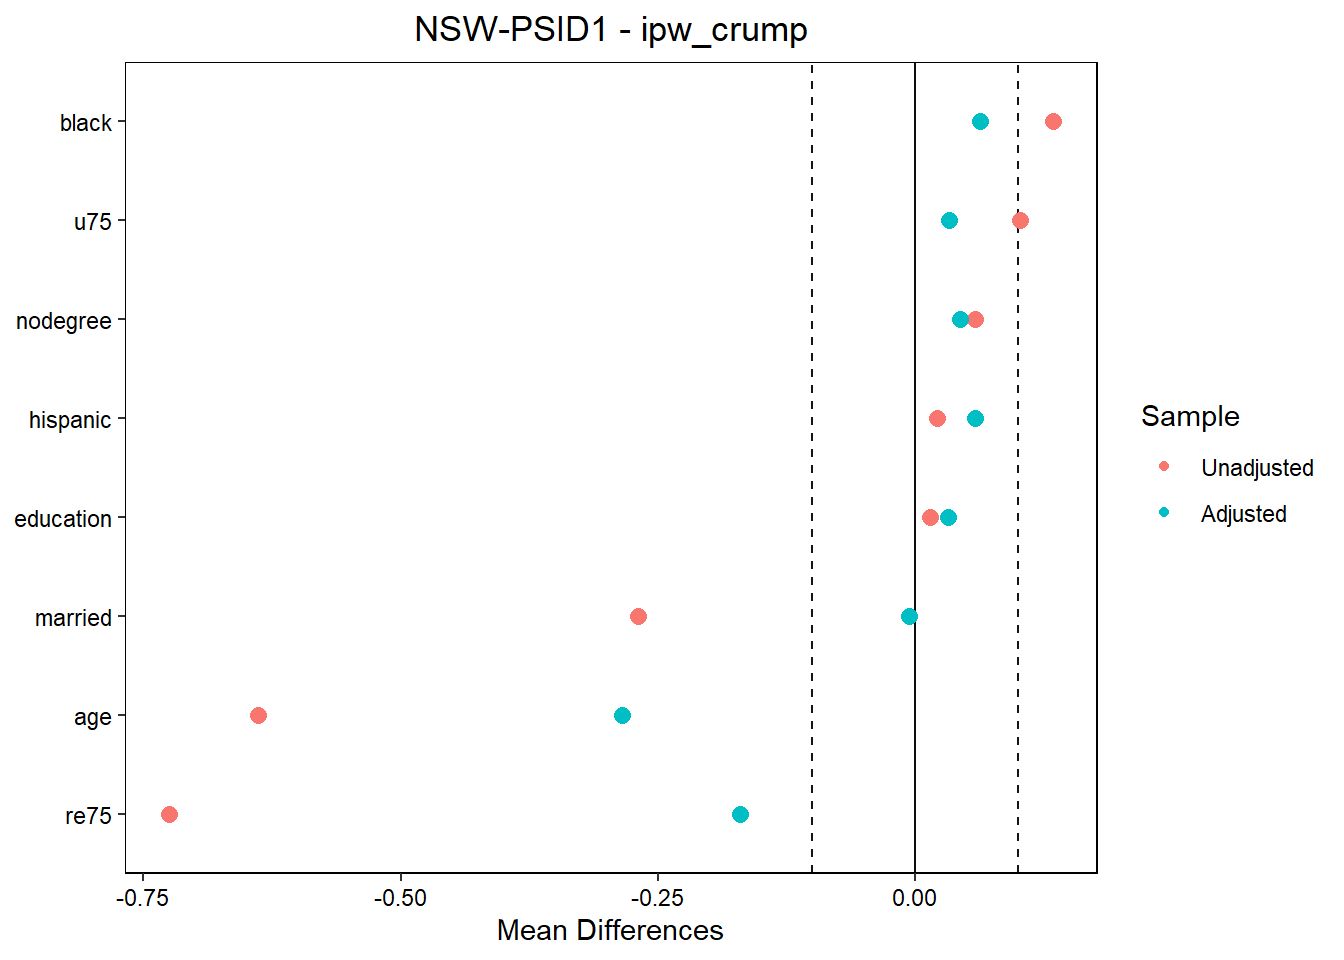 NSW-PSID1 - ipw_crump
black
u75
nodegree
hispanic
education
married
age
re75
-0.75 -0.50 -0.25 0.00
Mean Differences
Sample
Unadjusted
Adjusted